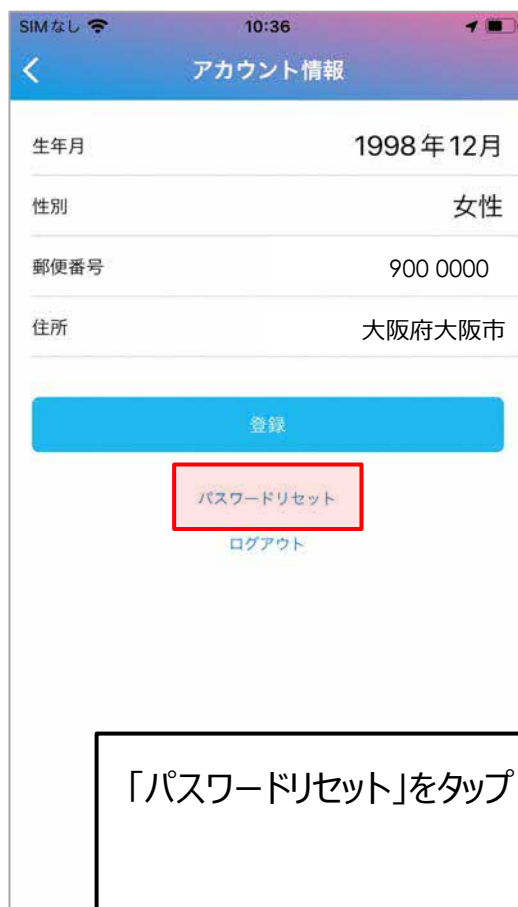 SIMなし 10:36
アカウント情報
生年月 1998年12月
性別 女性
郵便番号 900 0000
住所 大阪府大阪市
登録
パスワードリセット
ログアウト
「パスワードリセット」をタップ